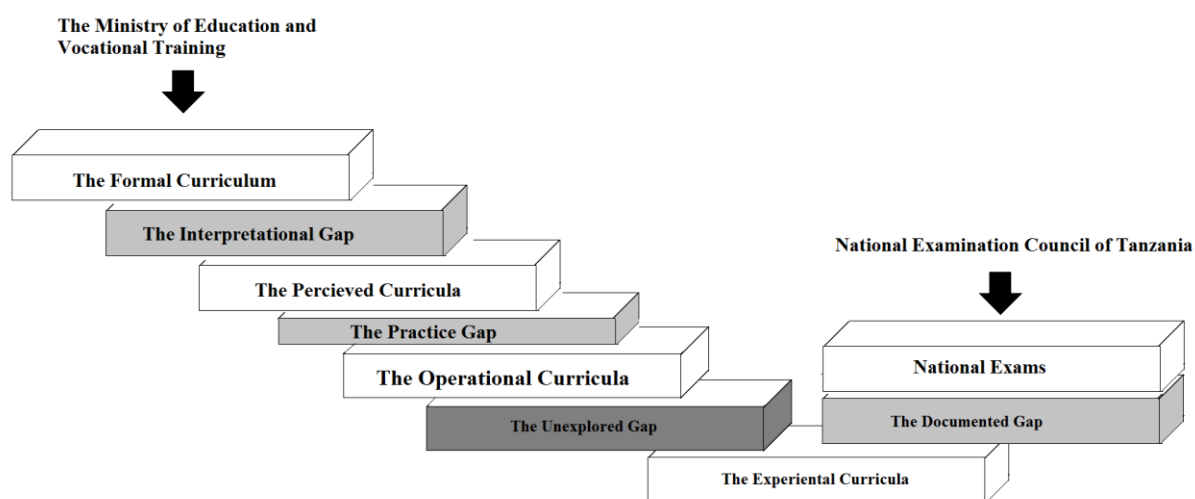 The Ministry of Education and
Vocational Training
The Formal Curriculum
The Interpretational Gap
The Percieved Curricula
The Practice Gap
The Operational Curricula
The Unexplored Gap
The Experiental Curricula
National Examination Council of Tanzania
National Exams
The Documented Gap